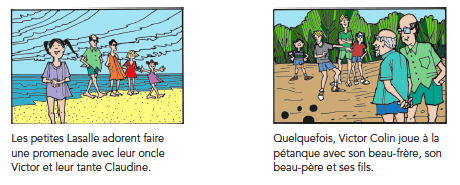 Les petites Lasalle adorent faire
une promenade avec leur oncle
Victor et leur tante Claudine.
Quelquefois, Victor Colin joue à la
pétanque avec son beau-frère, son
beau-père et ses fils.